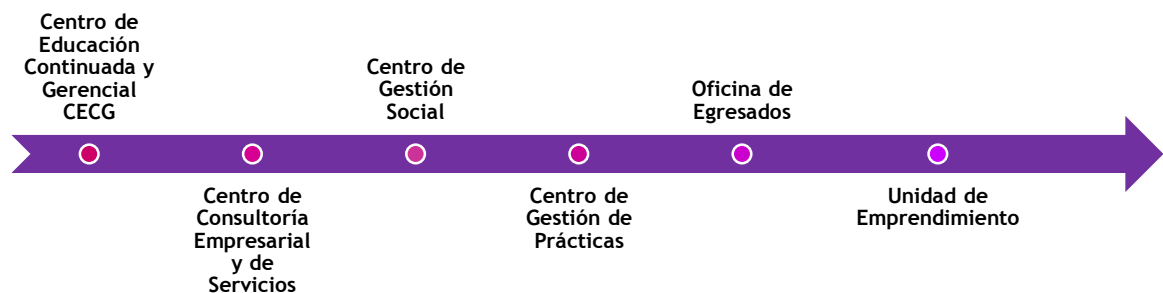 Centro de
Educación
Continuada y
Gerencial
CECG
Centro de
Consultoría
Empresarial
y de
Servicios
Centro de
Gestión
Social
Centro de
Gestión de
Prácticas
Oficina de
Egresados
Unidad de
Emprendimiento